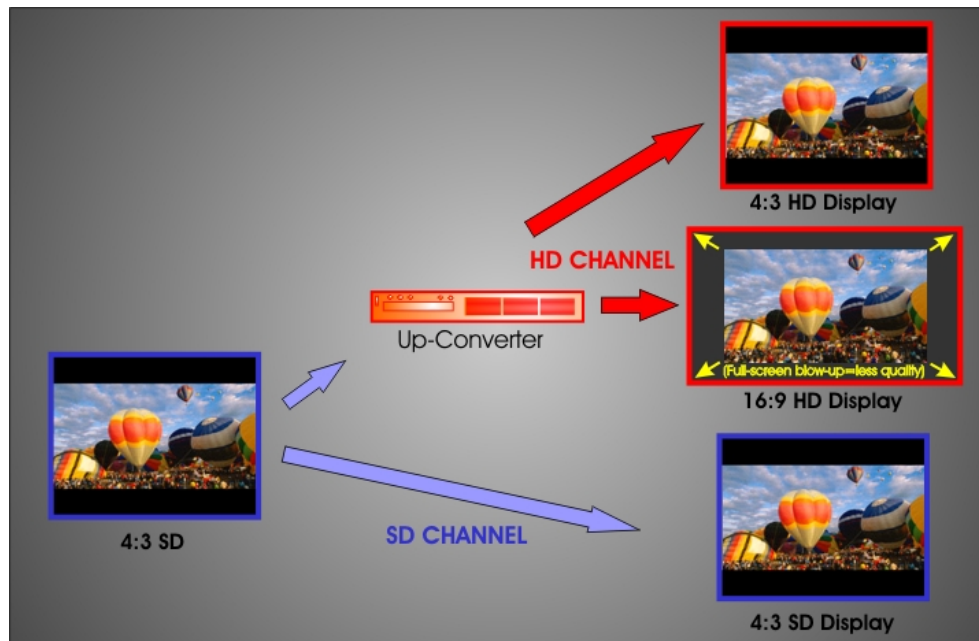 4:3 HD Display
HD CHANNEL
Up-Converter
(Full-screen blow-up=less quality)
16:9 HD Display
4:3 SD
SD CHANNEL
4:3 SD Display